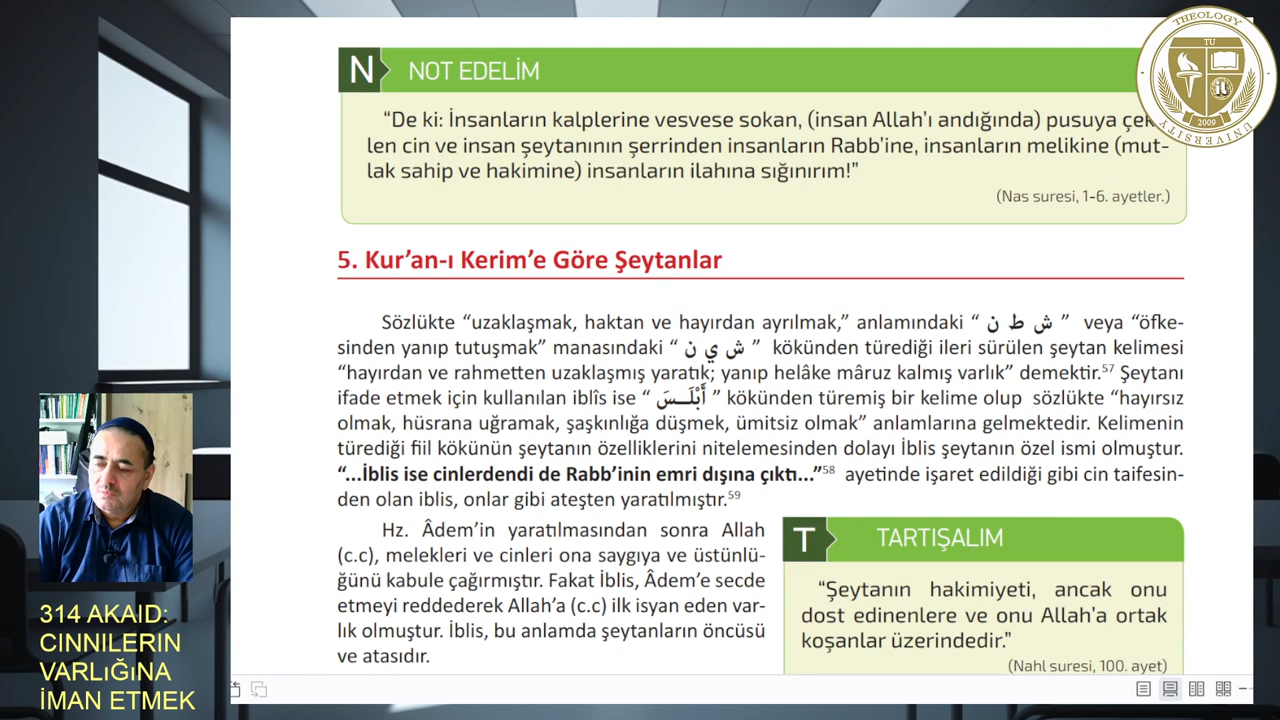 N NOT EDELİM
“De ki: İnsanların kalplerine vesvese sokan, (insan Allah’ı andığında) pusuya çeki-
len cin ve insan şeytanının şerrinden insanların Rabb’ine, insanların melikine (mut-
lak sahip ve hakimine) insanların ilahına sığınırım!”
(Nas suresi, 1-6. ayetler.)
THEOLOGY
TU
it
2009
UNIVERSITY
5. Kur’an-ı Kerim’e Göre Şeytanlar
Sözlükte “uzaklaşmak, haktan ve hayırdan ayrılmak,” anlamındaki “ ش ط ن ” veya “öfke-
sinden yanıp tutuşmak” manasındaki “ ش ي ن ” kökünden türediği ileri sürülen şeytan kelimesi
“hayırdan ve rahmetten uzaklaşmış yaratık; yanıp helâke mâruz kalmış varlık” demektir.57 Şeytanı
ifade etmek için kullanılan iblîs ise “ أَبْلَـسَ ” kökünden türemiş bir kelime olup sözlükte “hayırsız
olmak, hüsrana uğramak, şaşkınlığa düşmek, ümitsiz olmak” anlamlarına gelmektedir. Kelimenin
türediği fiil kökünün şeytanın özelliklerini nitelemesinden dolayı İblis şeytanın özel ismi olmuştur.
“...İblis ise cinlerdendi de Rabb’inin emri dışına çıktı...”58 ayetinde işaret edildiği gibi cin taifesin-
den olan iblis, onlar gibi ateşten yaratılmıştır.59
Hz. Âdem’in yaratılmasından sonra Allah
(c.c), melekleri ve cinleri ona saygıya ve üstünlü-
ğünü kabule çağırmıştır. Fakat İblis, Âdem’e secde
etmeyi reddederek Allah’a (c.c) ilk isyan eden var-
lık olmuştur. İblis, bu anlamda şeytanların öncüsü
ve atasıdır.
T TARTIŞALIM
“Şeytanın hakimiyeti, ancak onu
dost edinenlere ve onu Allah’a ortak
koşanlar üzerindedir.”
(Nahl suresi, 100. ayet)
314 AKAID:
CINNILERIN
VARLıĞıNA
İMAN ETMEK